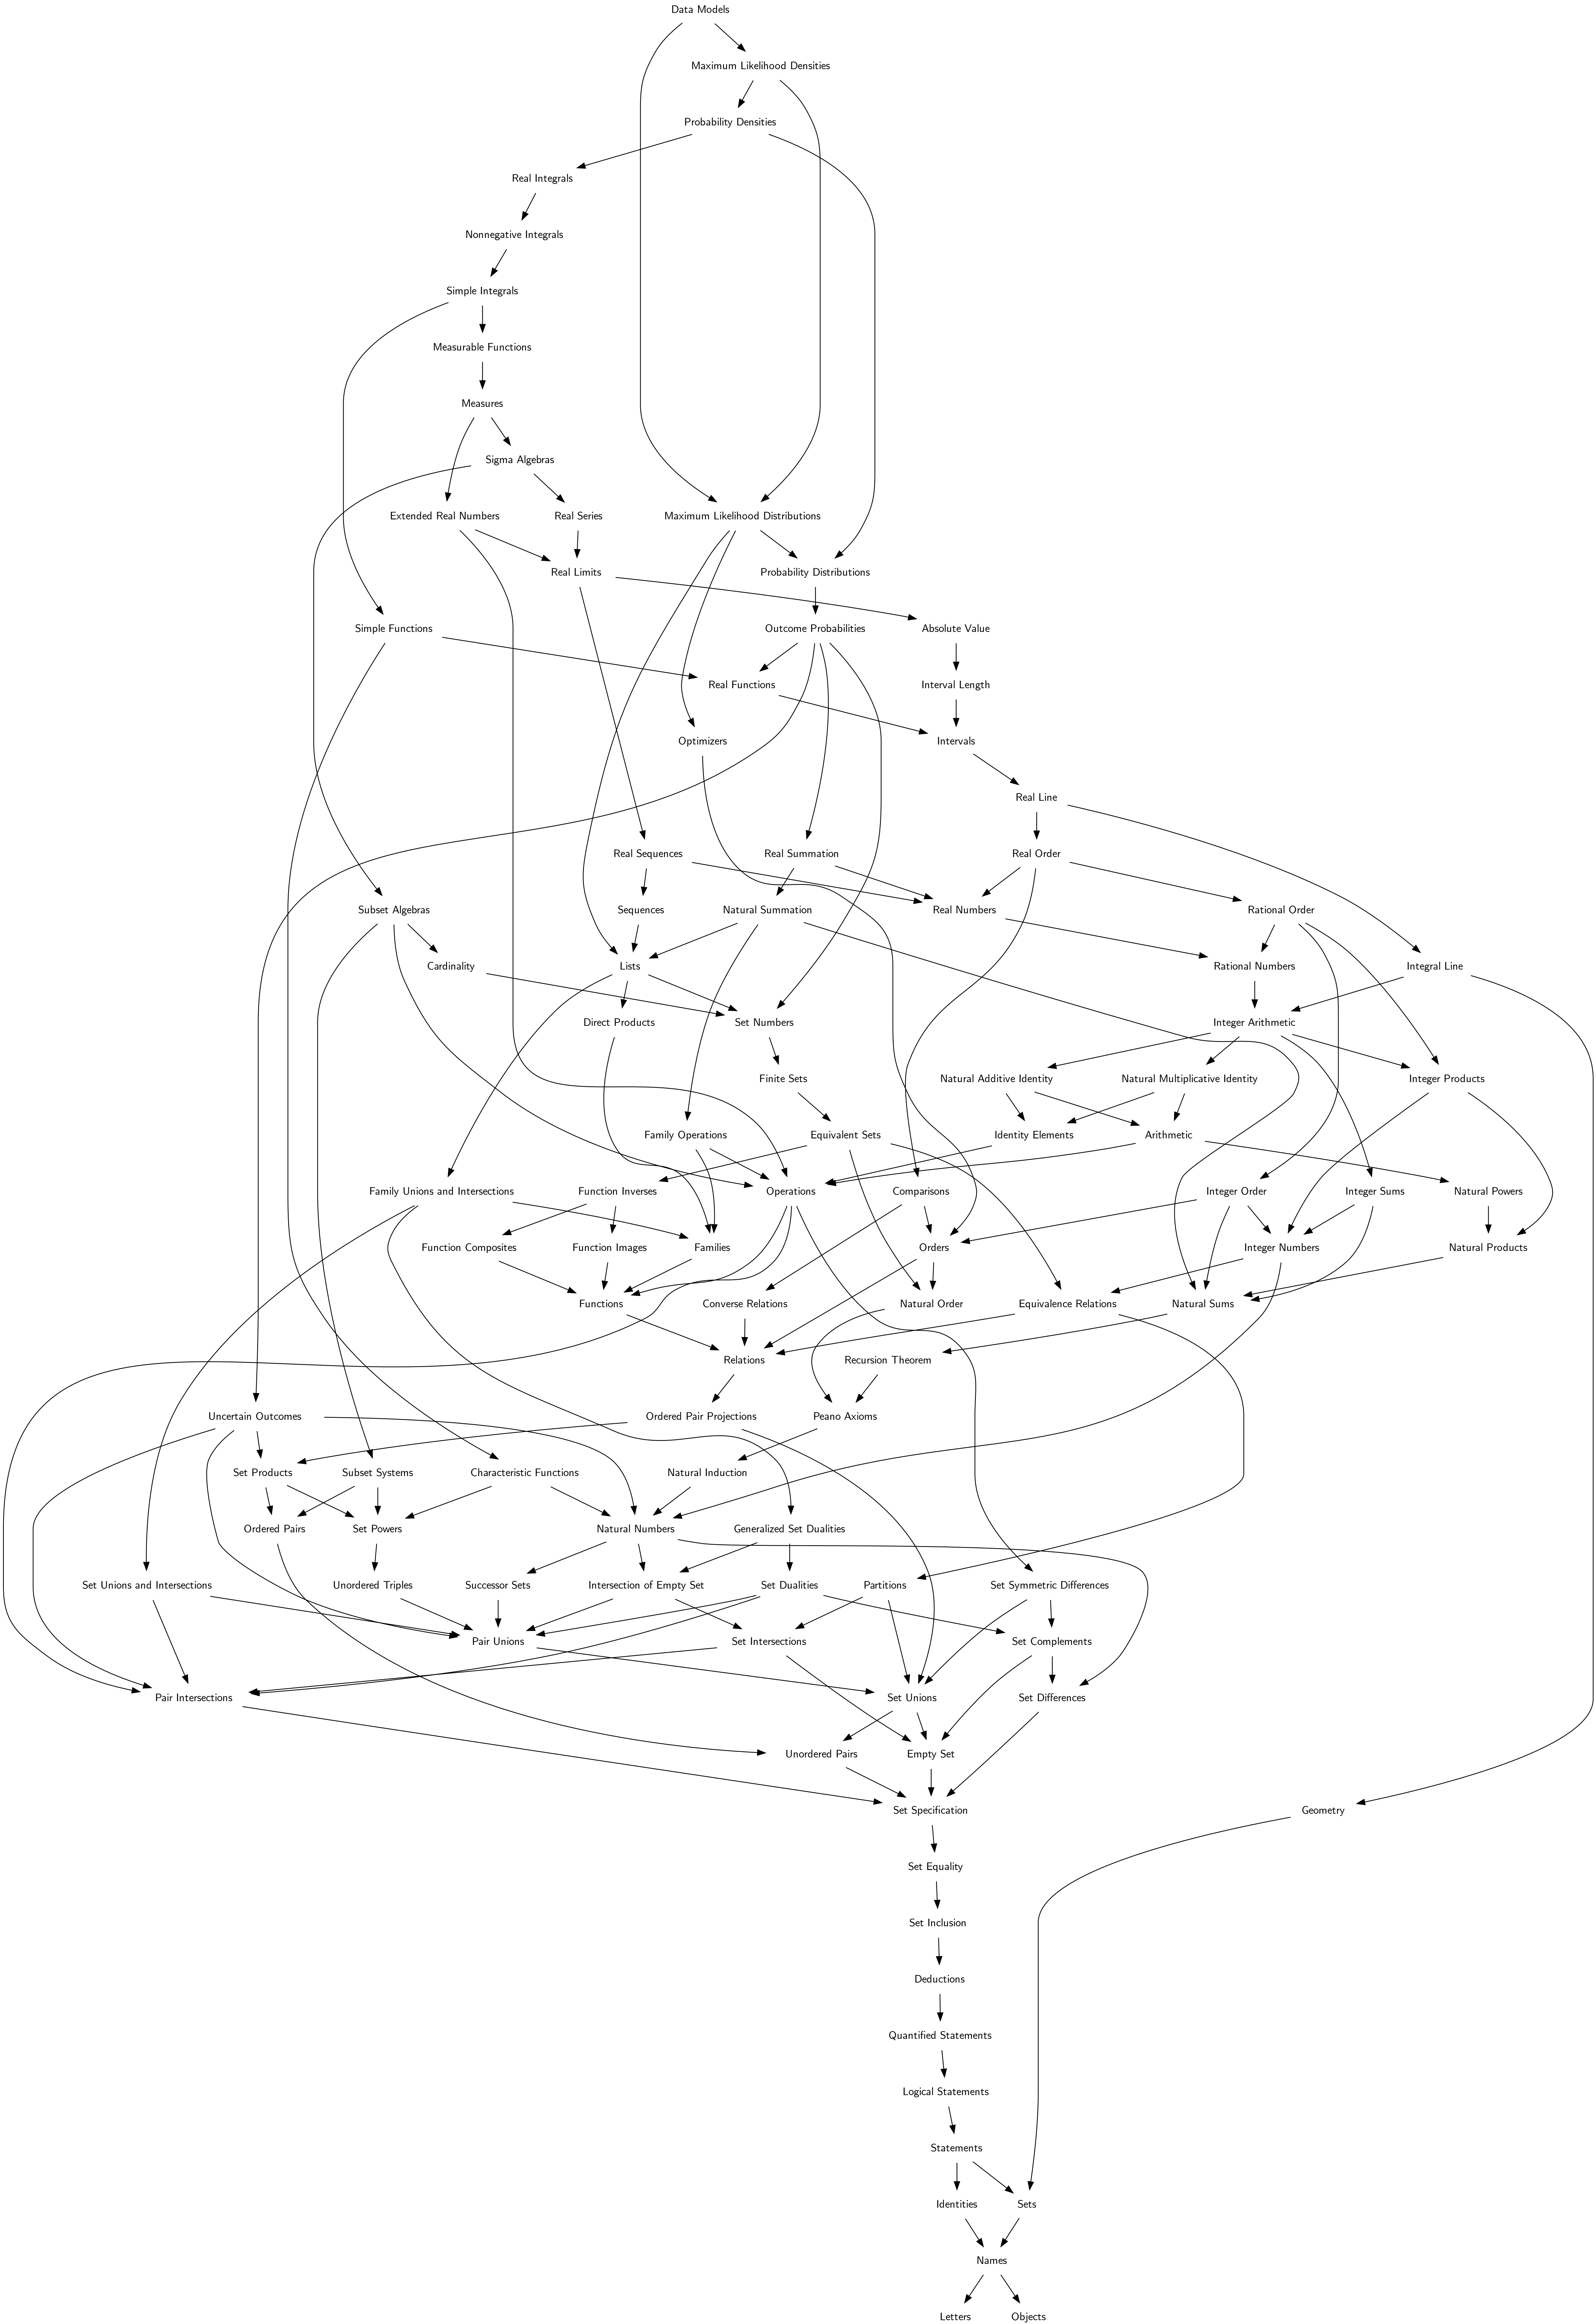 Data Models
Maximum Likelihood Densities
Probability Densities
Real Integrals
Nonnegative Integrals
Simple Integrals
Measurable Functions
Measures
Sigma Algebras
Extended Real Numbers
Real Series
Maximum Likelihood Distributions
Real Limits
Probability Distributions
Simple Functions
Outcome Probabilities
Absolute Value
Real Functions
Interval Length
Optimizers
Intervals
Real Line
Real Sequences
Real Summation
Real Order
Subset Algebras
Sequences
Natural Summation
Real Numbers
Rational Order
Cardinality
Lists
Rational Numbers
Integral Line
Direct Products
Set Numbers
Integer Arithmetic
Finite Sets
Natural Additive Identity
Natural Multiplicative Identity
Integer Products
Family Operations
Equivalent Sets
Identity Elements
Arithmetic
Family Unions and Intersections
Function Inverses
Operations
Comparisons
Integer Order
Integer Sums
Natural Powers
Function Composites
Function Images
Families
Orders
Integer Numbers
Natural Products
Functions
Converse Relations
Natural Order
Equivalence Relations
Natural Sums
Relations
Recursion Theorem
Uncertain Outcomes
Ordered Pair Projections
Peano Axioms
Set Products
Subset Systems
Characteristic Functions
Natural Induction
Ordered Pairs
Set Powers
Natural Numbers
Generalized Set Dualities
Set Unions and Intersections
Unordered Triples
Successor Sets
Intersection of Empty Set
Set Dualities
Partitions
Set Symmetric Differences
Pair Unions
Set Intersections
Set Complements
Pair Intersections
Set Unions
Set Differences
Unordered Pairs
Empty Set
Set Specification
Geometry
Set Equality
Set Inclusion
Deductions
Quantified Statements
Logical Statements
Statements
Identities
Sets
Names
Letters
Objects